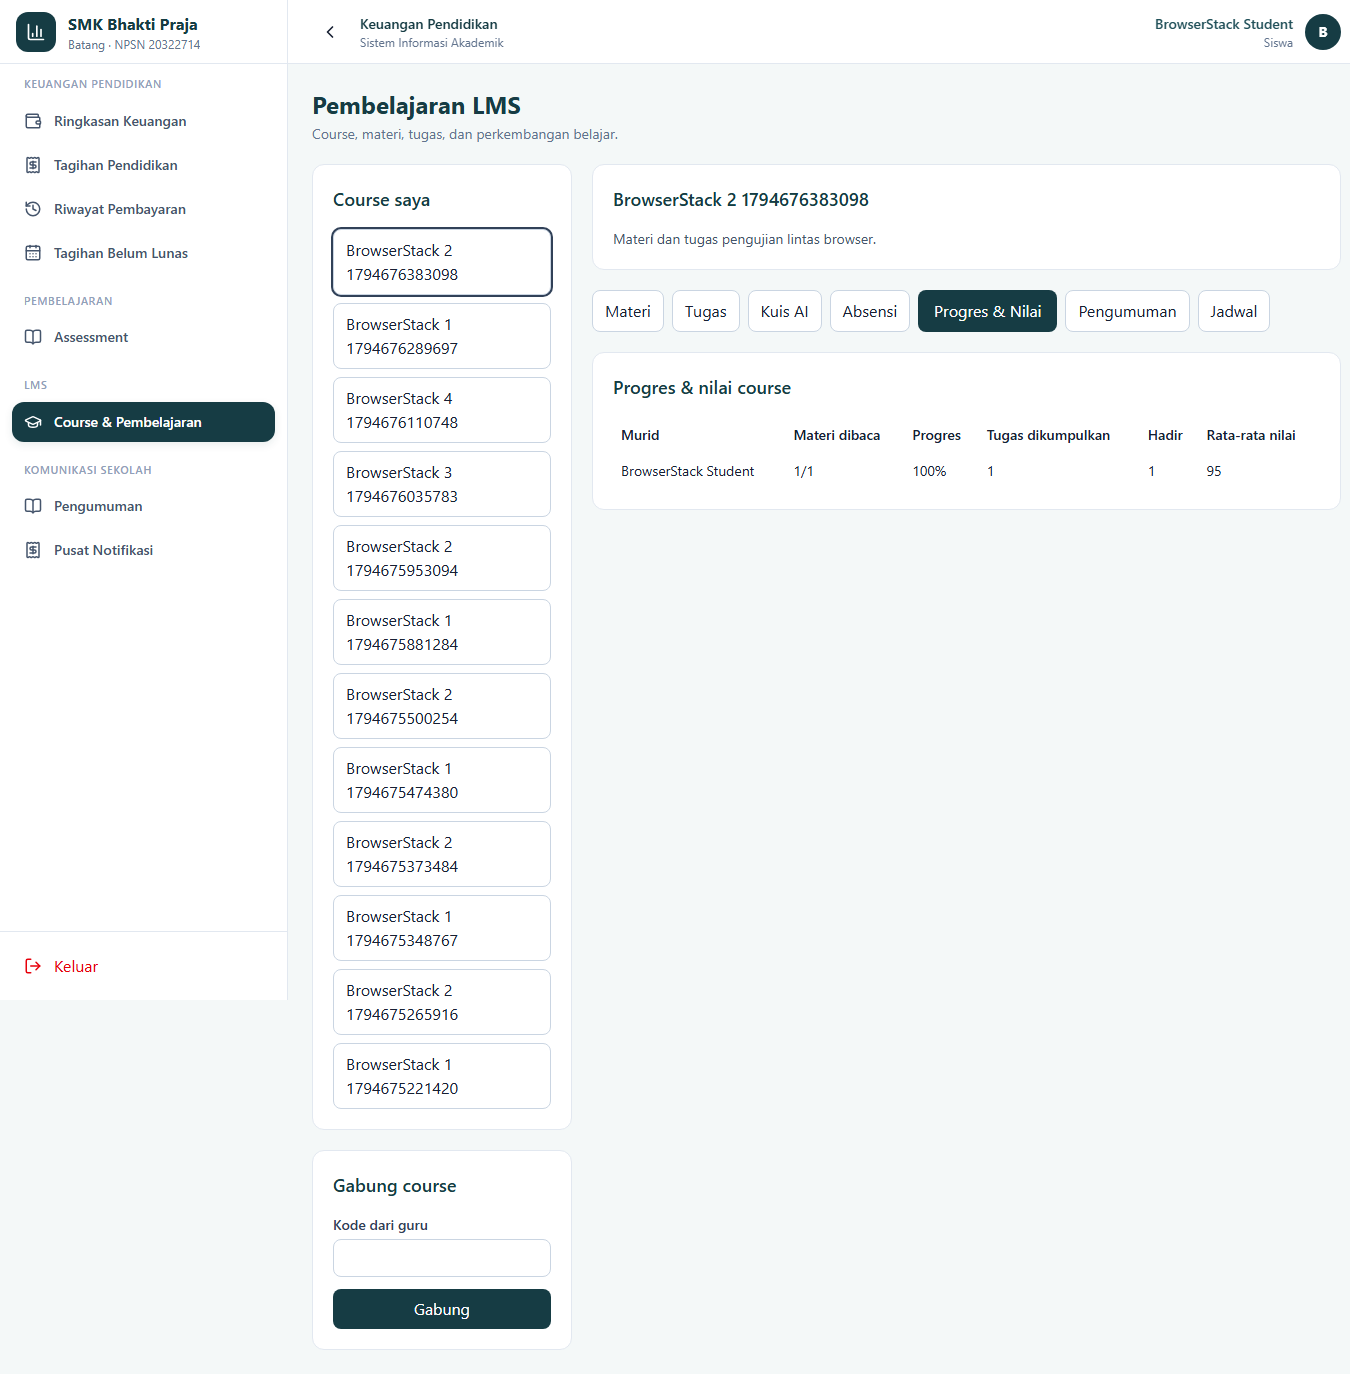 SMK Bhakti Praja
Batang · NPSN 20322714
KEUANGAN PENDIDIKAN
Ringkasan Keuangan
Tagihan Pendidikan
Riwayat Pembayaran
Tagihan Belum Lunas
PEMBELAJARAN
Assessment
LMS
Course & Pembelajaran
KOMUNIKASI SEKOLAH
Pengumuman
Pusat Notifikasi
Keluar
Keuangan Pendidikan
Sistem Informasi Akademik
BrowserStack Student
Siswa
B
Pembelajaran LMS
Course, materi, tugas, dan perkembangan belajar.
Course saya
BrowserStack 2
1794676383098
BrowserStack 1
1794676289697
BrowserStack 4
1794676110748
BrowserStack 3
1794676035783
BrowserStack 2
1794675953094
BrowserStack 1
1794675881284
BrowserStack 2
1794675500254
BrowserStack 1
1794675474380
BrowserStack 2
1794675373484
BrowserStack 1
1794675348767
BrowserStack 2
1794675265916
BrowserStack 1
1794675221420
Gabung course
Kode dari guru
Gabung
BrowserStack 2 1794676383098
Materi dan tugas pengujian lintas browser.
Materi Tugas Kuis AI Absensi Progres & Nilai Pengumuman Jadwal
Progres & nilai course
Murid Materi dibaca Progres Tugas dikumpulkan Hadir Rata-rata nilai
BrowserStack Student 1/1 100% 1 1 95